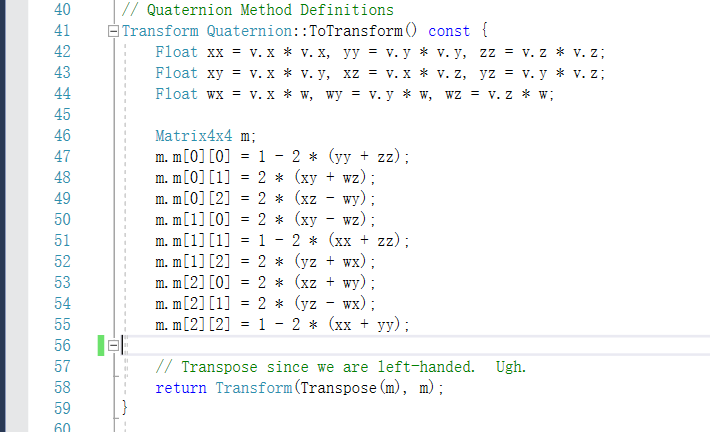 40 // Quaternion Method Definitions
41 Transform Quaternion::ToTransform() const {
42 Float xx = v.x * v.x, yy = v.y * v.y, zz = v.z * v.z;
43 Float xy = v.x * v.y, xz = v.x * v.z, yz = v.y * v.z;
44 Float wx = v.x * w, wy = v.y * w, wz = v.z * w;
45
46 Matrix4x4 m;
47 m.m[0][0] = 1 - 2 * (yy + zz);
48 m.m[0][1] = 2 * (xy + wz);
49 m.m[0][2] = 2 * (xz - wy);
50 m.m[1][0] = 2 * (xy - wz);
51 m.m[1][1] = 1 - 2 * (xx + zz);
52 m.m[1][2] = 2 * (yz + wx);
53 m.m[2][0] = 2 * (xz + wy);
54 m.m[2][1] = 2 * (yz - wx);
55 m.m[2][2] = 1 - 2 * (xx + yy);
56
57 // Transpose since we are left-handed.  Ugh.
58 return Transform(Transpose(m), m);
59 }
60